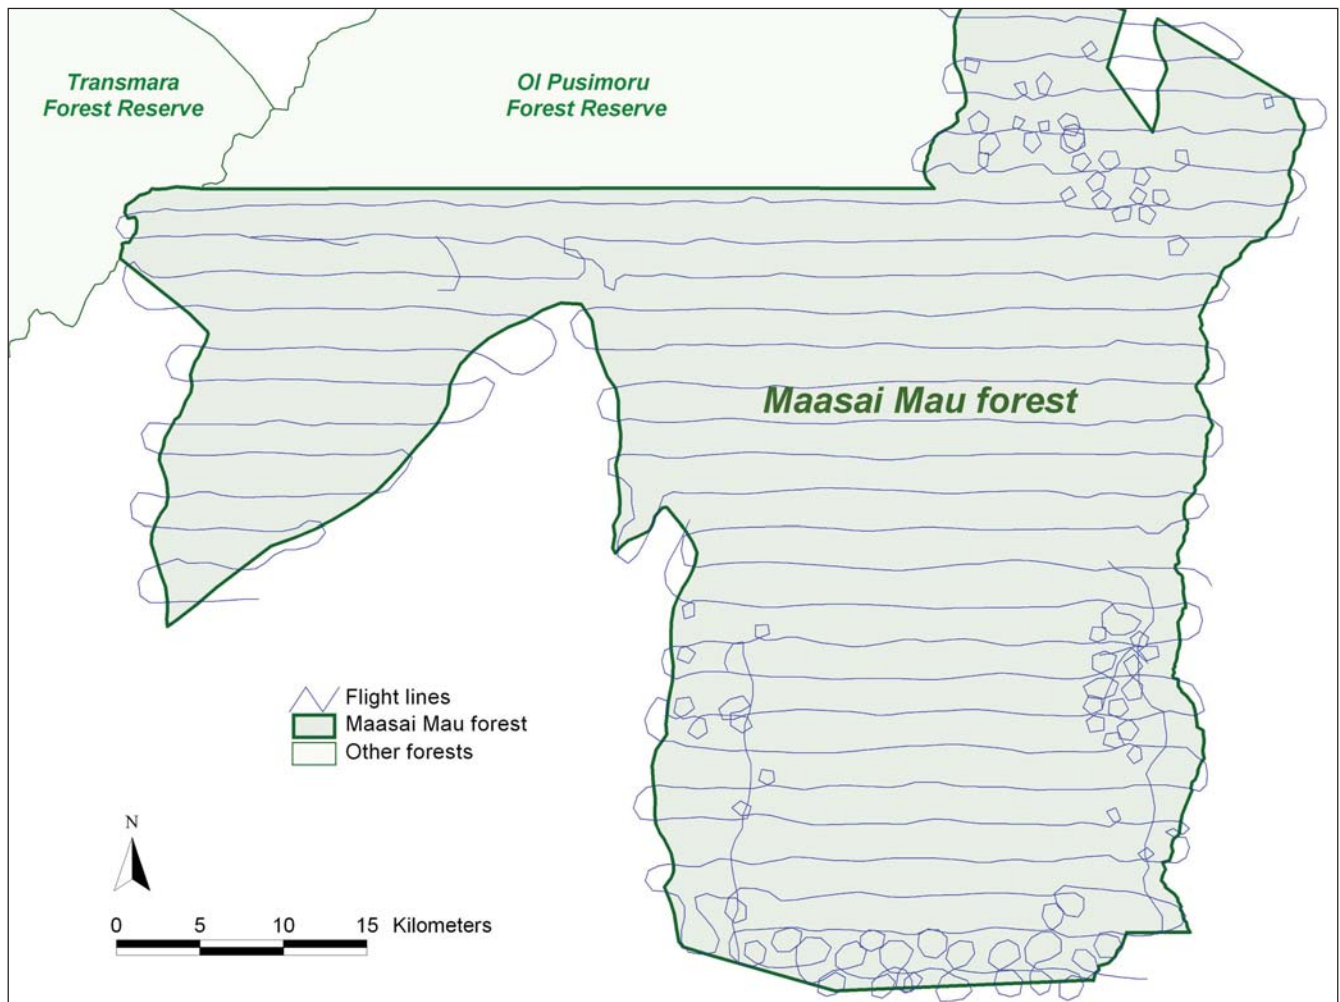 Transmara
Forest Reserve
Ol Pusimoru
Forest Reserve
Maasai Mau forest
Flight lines
Maasai Mau forest
Other forests
N
0 5 10 15 Kilometers